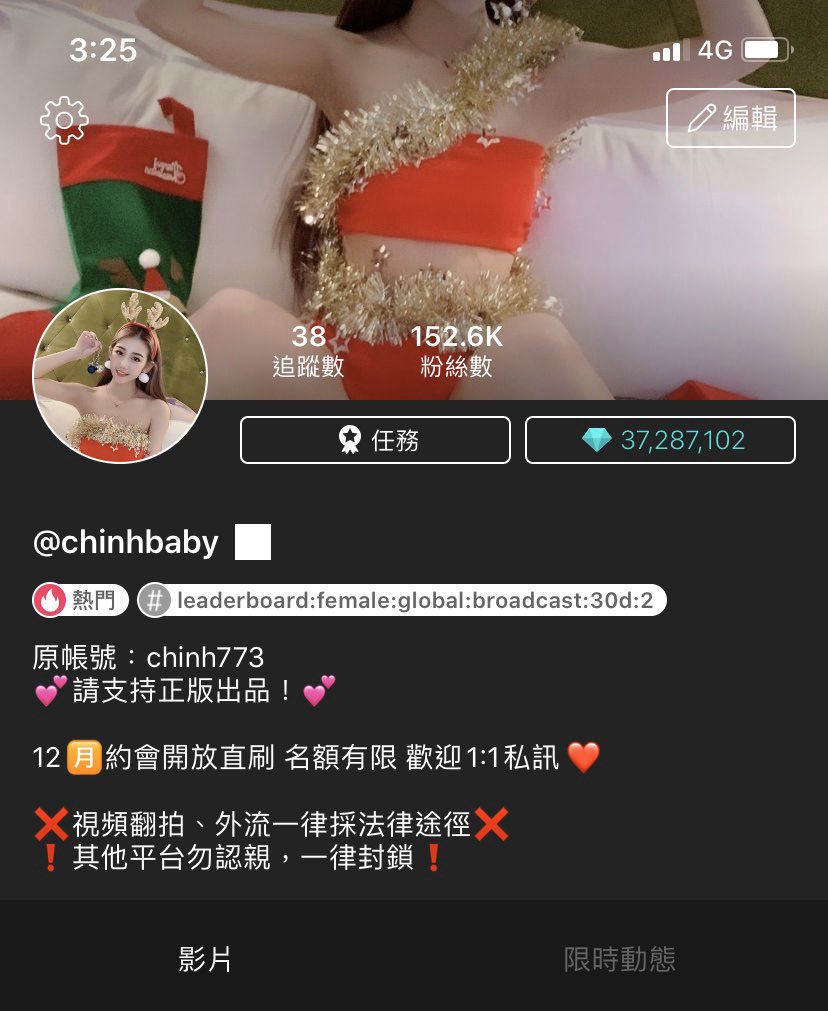 3:25
4G
編輯
38
152.6K
追蹤數
粉絲數
任務
37,287,102
@chinhbaby
熱門
# leaderboard:female:global:broadcast:30d:2
原帳號：chinh773
💕請支持正版出品！💕
12🈷️約會開放直刷 名額有限 歡迎1:1私訊❤️
❌視頻翻拍、外流一律採法律途徑❌
❗其他平台勿認親，一律封鎖❗
影片
限時動態